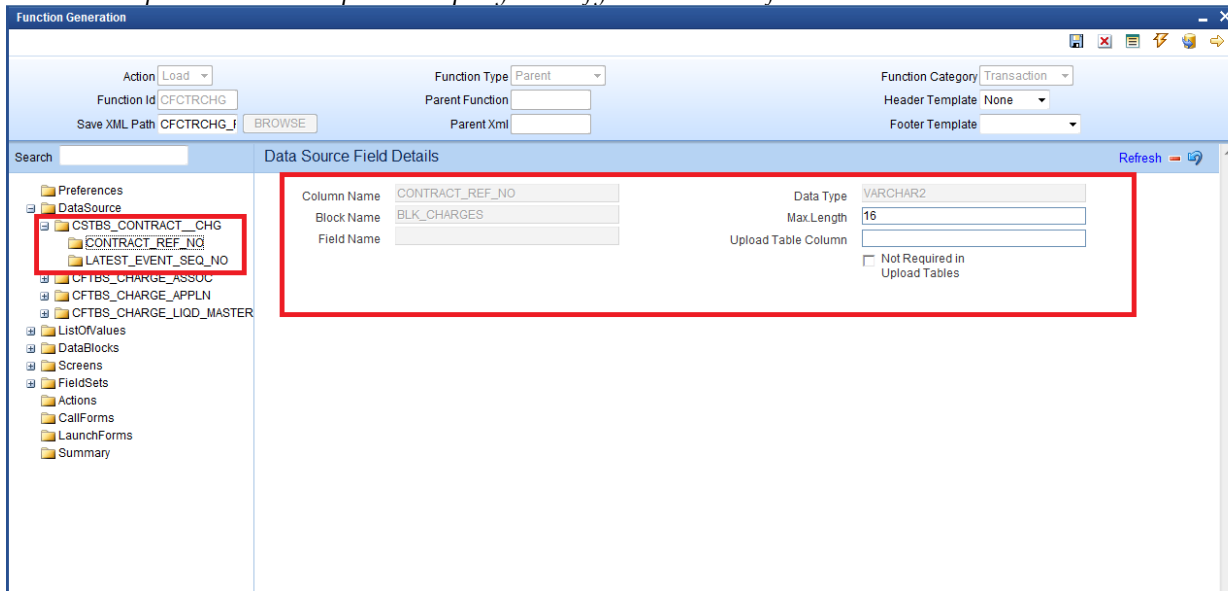 Function Generation
Action Load Function Type Parent Function Category Transaction
Function Id CFCTRCHG Parent Function Header Template None
Save XML Path CFCTRCHG_ BROWSE Parent Xml Footer Template
Search Data Source Field Details Refresh
Preferences
DataSource
CSTBS_CONTRACT__CHG
CONTRACT_REF_NO
LATEST_EVENT_SEQ_NO
CFTBS_CHARGE_ASSOC
CFTBS_CHARGE_APPLN
CFTBS_CHARGE_LIQD_MASTER
ListOfValues
DataBlocks
Screens
FieldSets
Actions
CallForms
LaunchForms
Summary
Column Name CONTRACT_REF_NO Data Type VARCHAR2
Block Name BLK_CHARGES Max.Length 16
Field Name Upload Table Column
Not Required in
Upload Tables